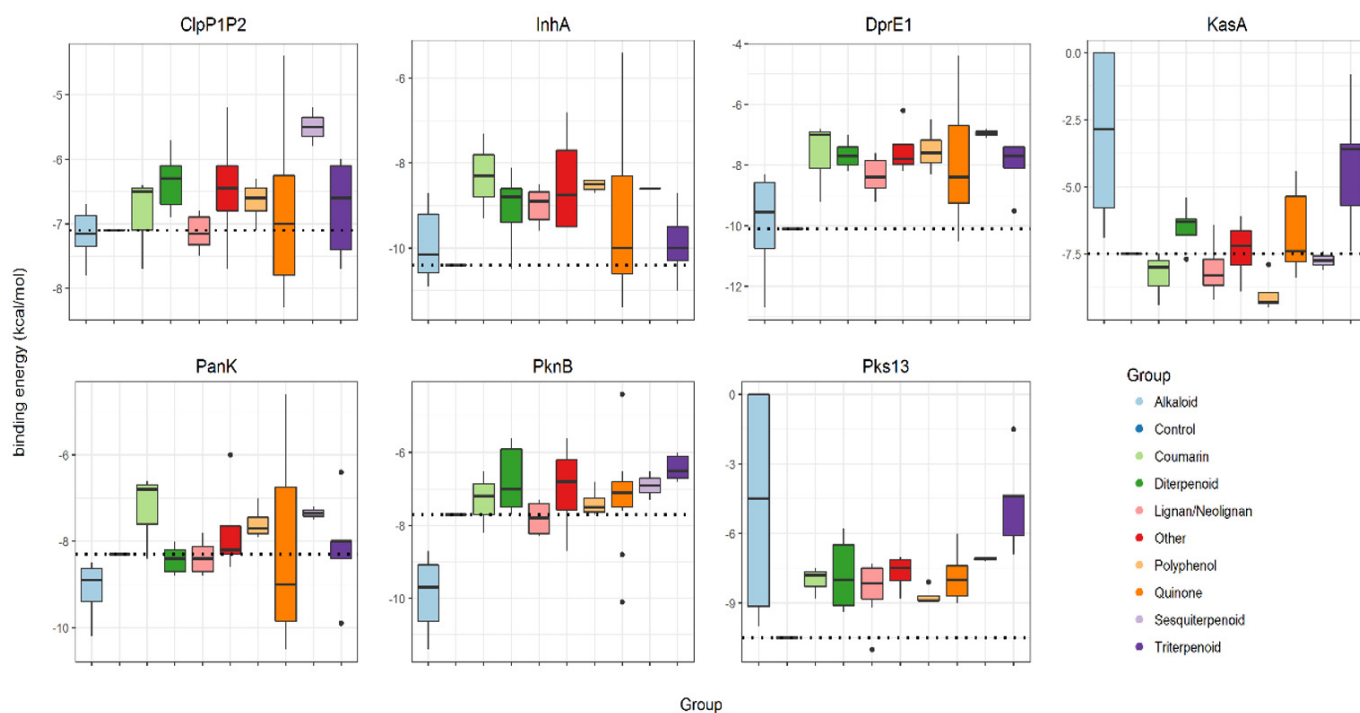 ClpP1P2
InhA
DprE1
KasA
-5
-6
-7
-8
-6
-8
-10
-4
-6
-8
-10
-12
0.0
-2.5
-5.0
-7.5
binding energy (kcal/mol)
PanK
PknB
Pks13
-6
-8
-10
-6
-8
-10
0
-3
-6
-9
Group
Alkaloid
Control
Coumarin
Diterpenoid
Lignan/Neolignan
Other
Polyphenol
Quinone
Sesquiterpenoid
Triterpenoid
Group